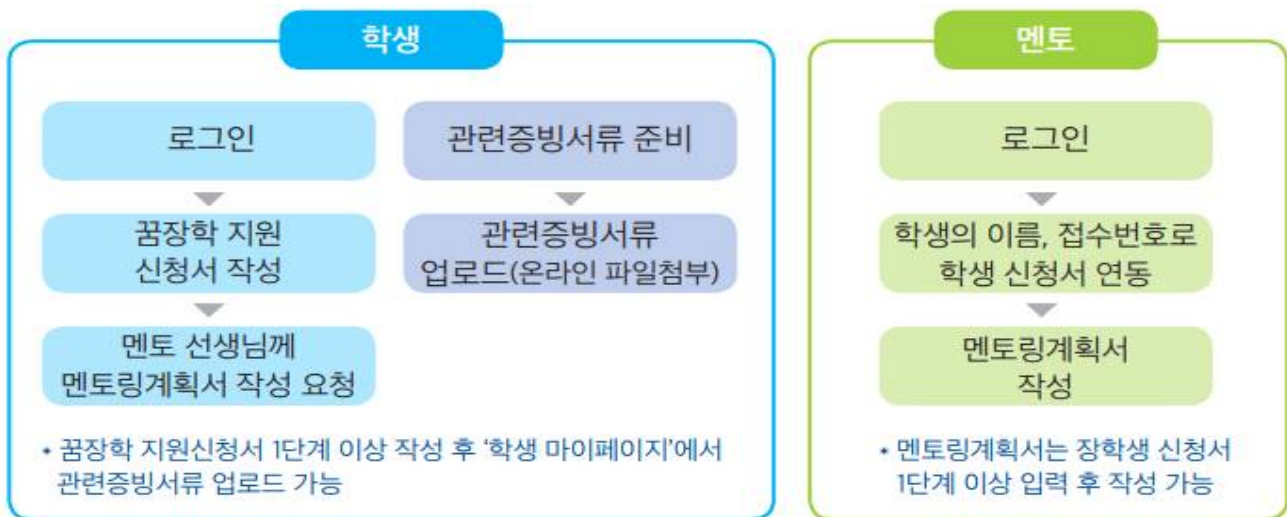 학생
로그인
꿈장학 지원
신청서 작성
멘토 선생님께
멘토링계획서 작성 요청
관련증빙서류 준비
관련증빙서류
업로드(온라인 파일첨부)
* 꿈장학 지원신청서 1단계 이상 작성 후 ‘학생 마이페이지’에서
관련증빙서류 업로드 가능
멘토
로그인
학생의 이름, 접수번호로
학생 신청서 연동
멘토링계획서
작성
* 멘토링계획서는 장학생 신청서
1단계 이상 입력 후 작성 가능